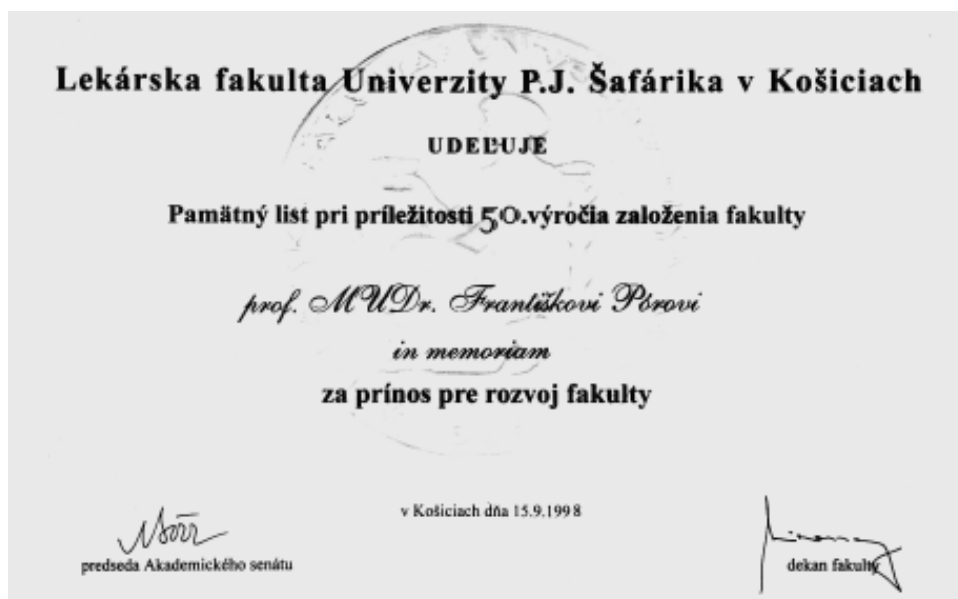 Lekárska fakulta Univerzity P.J. Šafárika v Košiciach
UDEĽUJE
Pamätný list pri príležitosti 50.výročia založenia fakulty
prof. MUDr. Františkovi Pórovi
in memoriam
za prínos pre rozvoj fakulty
v Košiciach dňa 15.9.1998
predseda Akademického senátu
dekan fakulty